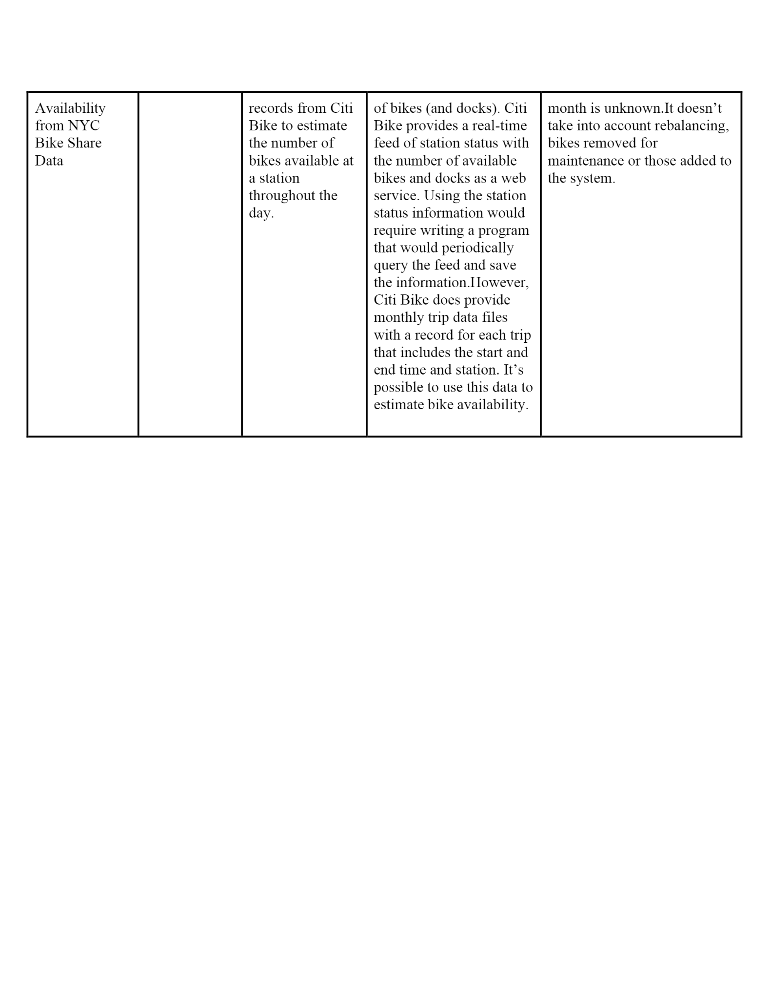 Availability
from NYC
Bike Share
Data
records from Citi
Bike to estimate
the number of
bikes available at
a station
throughout the
day.
of bikes (and docks). Citi
Bike provides a real-time
feed of station status with
the number of available
bikes and docks as a web
service. Using the station
status information would
require writing a program
that would periodically
query the feed and save
the information.However,
Citi Bike does provide
monthly trip data files
with a record for each trip
that includes the start and
end time and station. It’s
possible to use this data to
estimate bike availability.
month is unknown.It doesn’t
take into account rebalancing,
bikes removed for
maintenance or those added to
the system.